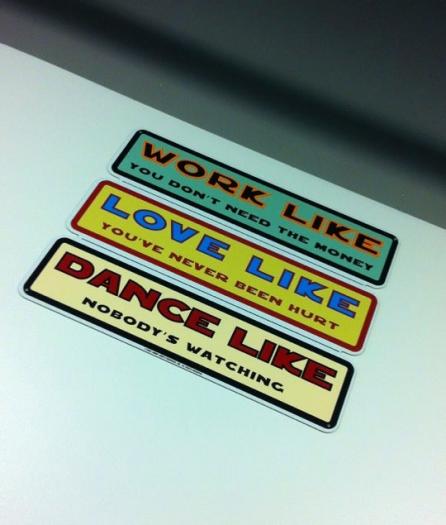 WORK LIKE
YOU DON'T NEED THE MONEY
LOVE LIKE
YOU'VE NEVER BEEN HURT
DANCE LIKE
NOBODY'S WATCHING